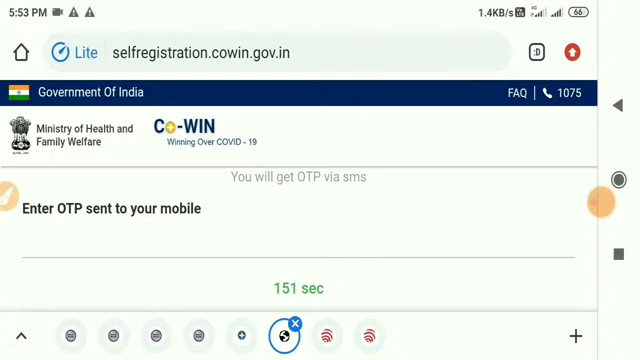 5:53 PM 1.4KB/s 4G 66
Lite selfregistration.cowin.gov.in :D
Government Of India FAQ 1075
Ministry of Health and
Family Welfare
Co-WIN
Winning Over COVID - 19
You will get OTP via sms
Enter OTP sent to your mobile
151 sec